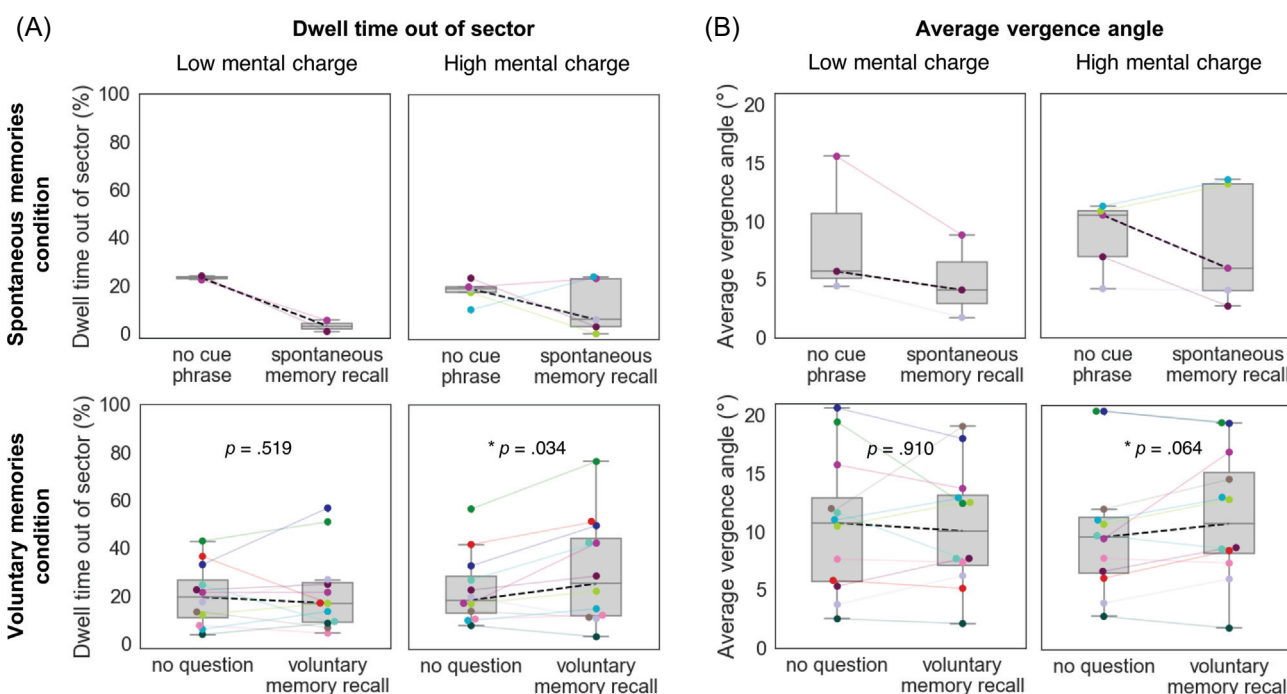 (A)
Dwell time out of sector
Low mental charge
High mental charge
Spontaneous memories
condition
Dwell time out of sector (%)
100
80
60
40
20
0
no cue
phrase
spontaneous
memory recall
no cue
phrase
spontaneous
memory recall
Voluntary memories
condition
Dwell time out of sector (%)
100
80
60
40
20
0
p = .519
* p = .034
no question
voluntary
memory recall
no question
voluntary
memory recall
(B)
Average vergence angle
Low mental charge
High mental charge
Average vergence angle (°)
20
15
10
5
0
no cue
phrase
spontaneous
memory recall
no cue
phrase
spontaneous
memory recall
Average vergence angle (°)
20
15
10
5
0
p = .910
* p = .064
no question
voluntary
memory recall
no question
voluntary
memory recall